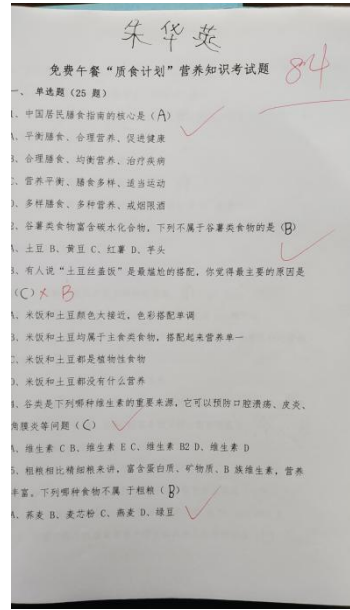 朱华英
免费午餐“质食计划”营养知识考试题
84
一、 单选题（25 题）
1、中国居民膳食指南的核心是（A）
A、平衡膳食、合理营养、促进健康
B、合理膳食、均衡营养、治疗疾病
C、营养平衡、膳食多样、适当运动
D、多样膳食、多种营养、戒烟限酒
2、谷薯类食物富含碳水化合物，下列不属于谷薯类食物的是（B）
A、土豆 B、黄豆 C、红薯 D、芋头
3、有人说“土豆丝盖饭”是最尴尬的搭配，你觉得最主要的原因是
（C）× B
A、米饭和土豆颜色大接近，色彩搭配单调
B、米饭和土豆均属于主食类食物，搭配起来营养单一
C、米饭和土豆都是植物性食物
D、米饭和土豆都没有什么营养
4、谷类是下列哪种维生素的重要来源，它可以预防口腔溃疡、皮炎、
角膜炎等问题（C）
A、维生素 C B、维生素 E C、维生素 B2 D、维生素 D
5、粗粮相比精细粮来讲，富含蛋白质、矿物质、B 族维生素，营养
丰富。下列哪种食物不属 于粗粮（B）
A、荞麦 B、麦芯粉 C、燕麦 D、绿豆